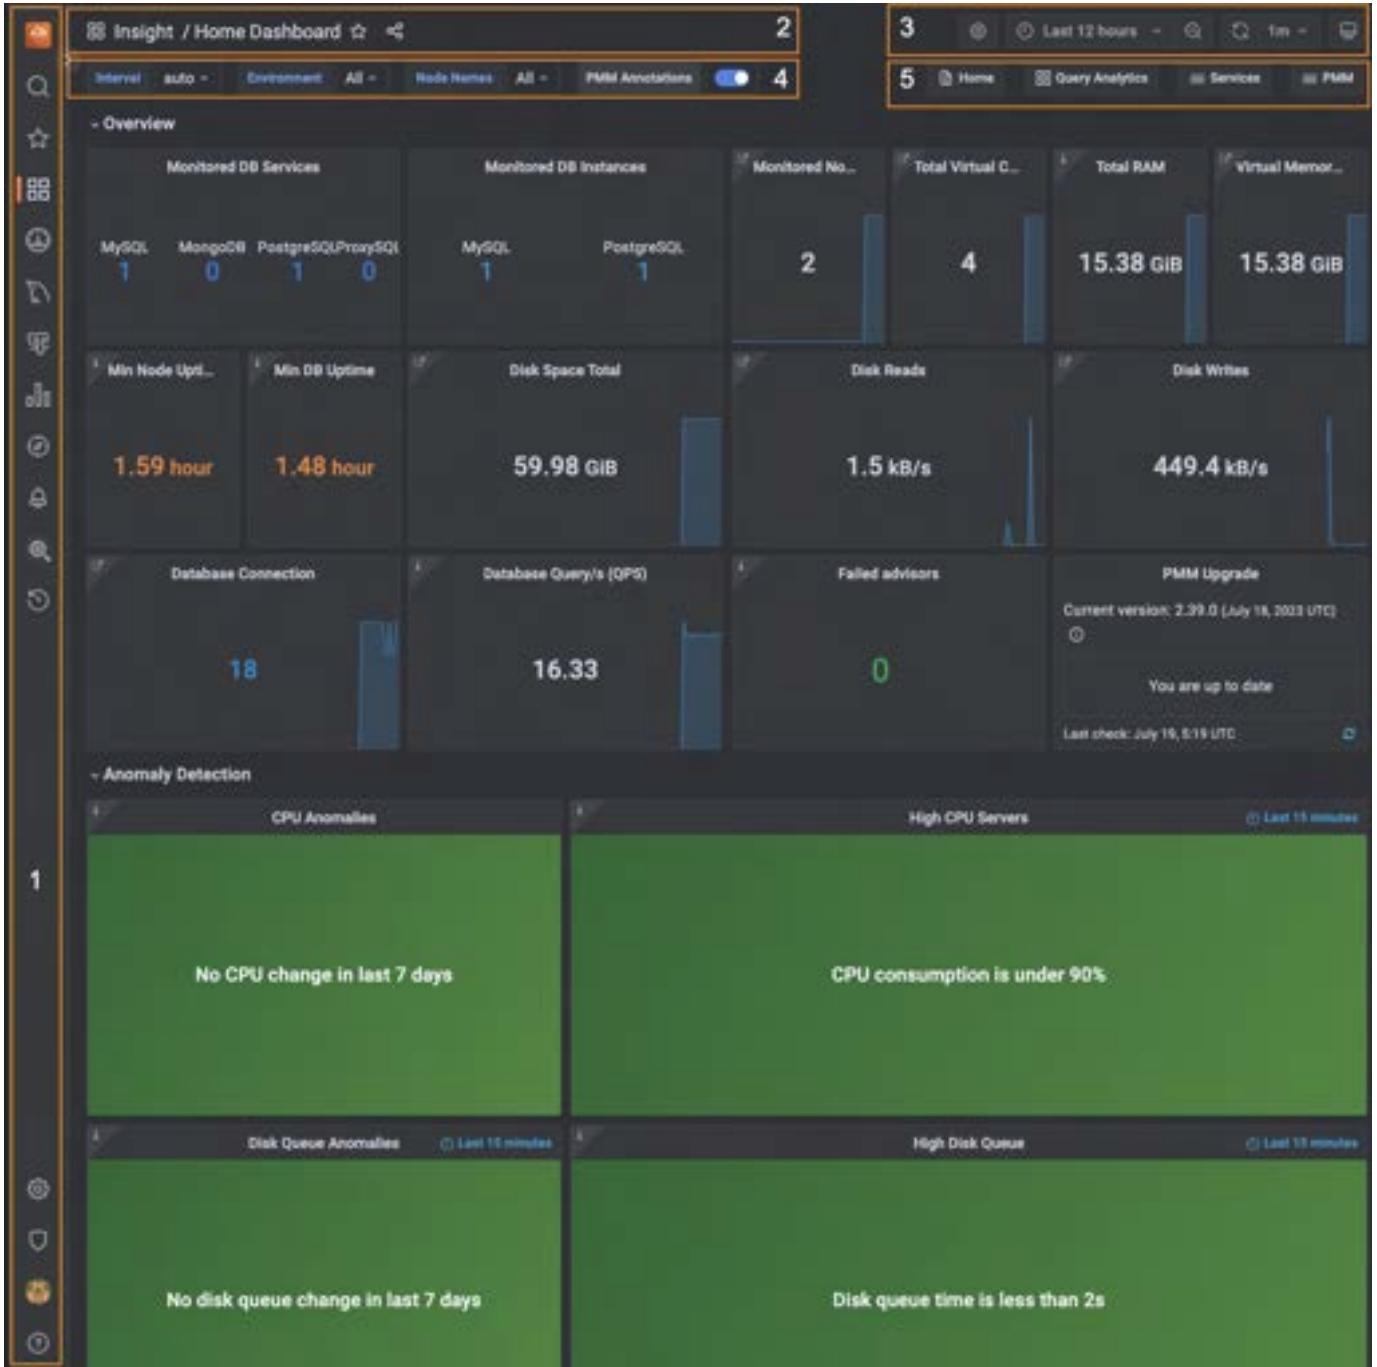 Insight / Home Dashboard 2
3 Last 12 hours 1m
Interval auto Environment All Node Names All PMM Annotations 4
5 Home Query Analytics Services PMM
Overview
Monitored DB Services
MySQL MongoDB PostgreSQL ProxySQL
1 0 1 0
Monitored DB Instances
MySQL PostgreSQL
1 1
Monitored No...
2
Total Virtual C...
4
Total RAM
15.38 GiB
Virtual Memor...
15.38 GiB
Min Node Upti...
1.59 hour
Min DB Uptime
1.48 hour
Disk Space Total
59.98 GiB
Disk Reads
1.5 kB/s
Disk Writes
449.4 kB/s
Database Connection
18
Database Query/s (QPS)
16.33
Failed advisors
0
PMM Upgrade
Current version: 2.39.0 (July 18, 2023 UTC)
You are up to date
Last check: July 19, 5:19 UTC
Anomaly Detection
CPU Anomalies
No CPU change in last 7 days
High CPU Servers Last 15 minutes
CPU consumption is under 90%
1
Disk Queue Anomalies Last 15 minutes
No disk queue change in last 7 days
High Disk Queue Last 15 minutes
Disk queue time is less than 2s